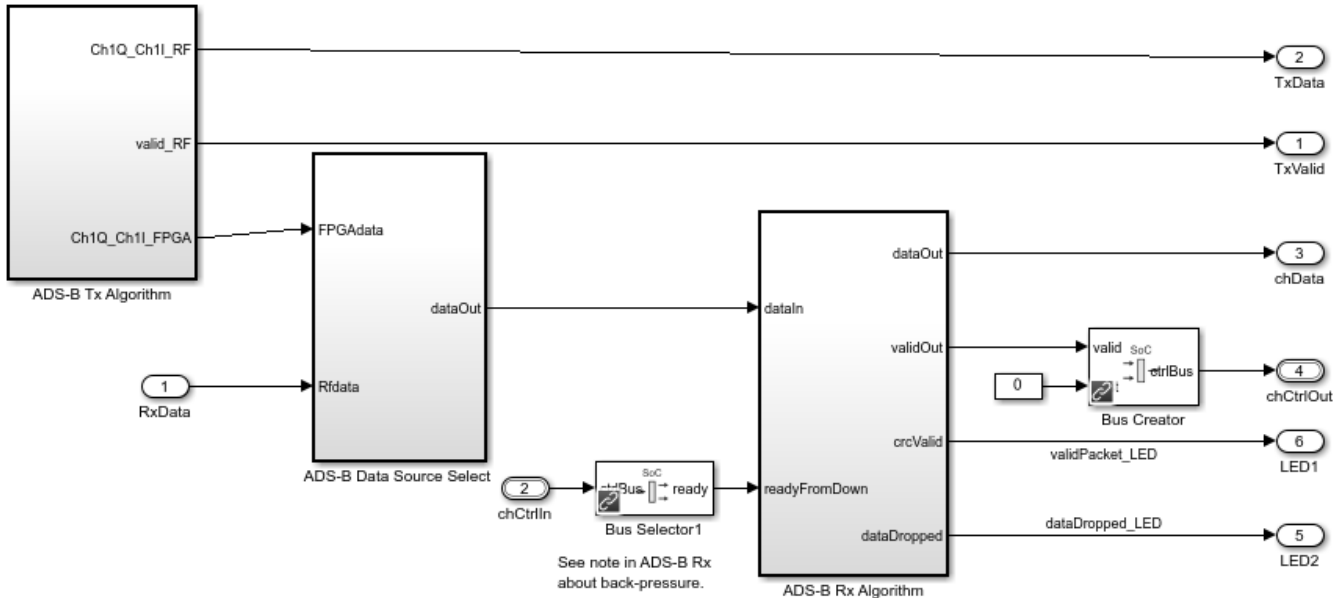 Ch1Q_Ch1I_RF
2
TxData
valid_RF
1
TxValid
Ch1Q_Ch1I_FPGA
FPGAdata
ADS-B Tx Algorithm
dataOut
3
chData
dataOut
dataIn
validOut
valid
SoC
ctrlBus
4
chCtrlOut
0
t
Bus Creator
1
RxData
Rfdata
ADS-B Data Source Select
crcValid
validPacket_LED
6
LED1
2
chCtrlIn
SoC
ctrlBus
ready
Bus Selector1
readyFromDown
dataDropped
dataDropped_LED
5
LED2
See note in ADS-B Rx
about back-pressure.
ADS-B Rx Algorithm